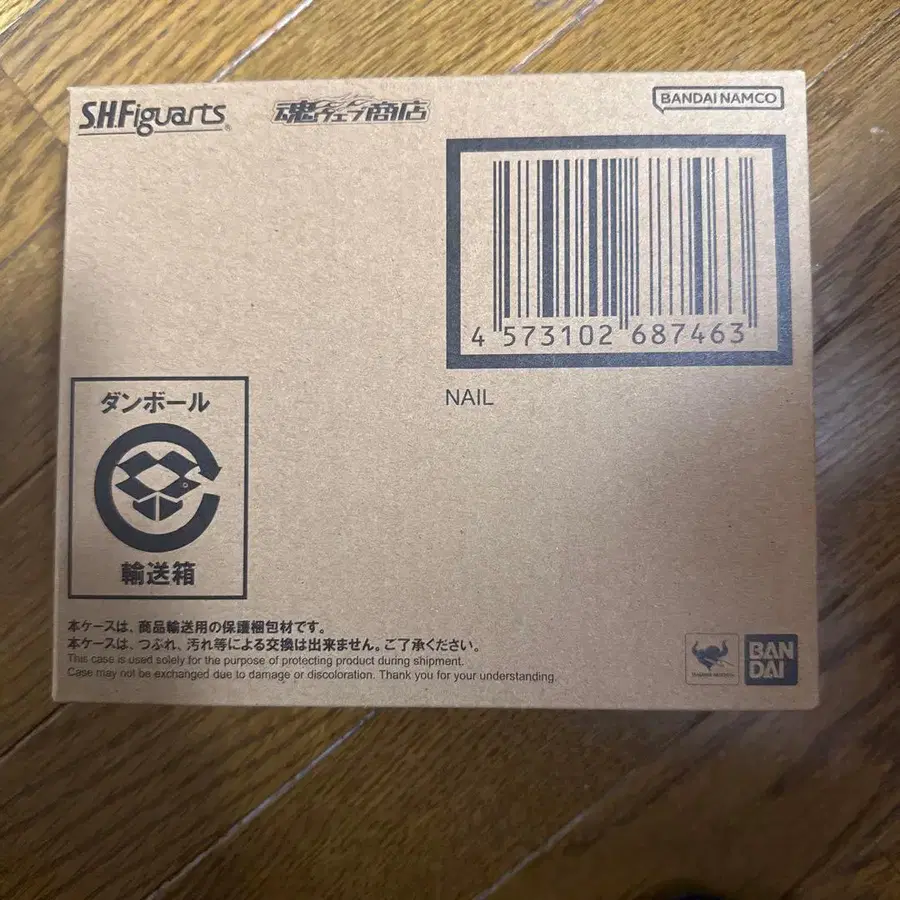 S.H.Figuarts
魂ウェブ商店
BANDAI NAMCO
4 573102 687463
NAIL
ダンボール
輸送箱
本ケースは、商品輸送用の保護梱包材です。
本ケースは、つぶれ、汚れ等による交換は出来ません。ご了承ください。
This case is used solely for the purpose of protecting product during shipment.
Case may not be exchanged due to damage or discoloration. Thank you for your understanding.
BAN
DAI